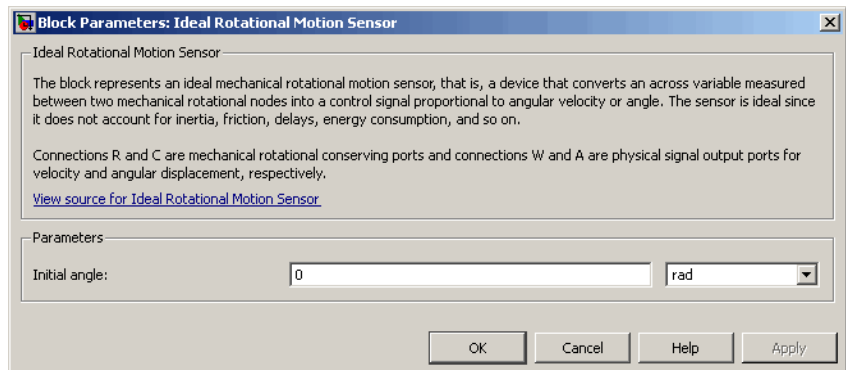 Block Parameters: Ideal Rotational Motion Sensor
Ideal Rotational Motion Sensor
The block represents an ideal mechanical rotational motion sensor, that is, a device that converts an across variable measured
between two mechanical rotational nodes into a control signal proportional to angular velocity or angle. The sensor is ideal since
it does not account for inertia, friction, delays, energy consumption, and so on.
Connections R and C are mechanical rotational conserving ports and connections W and A are physical signal output ports for
velocity and angular displacement, respectively.
View source for Ideal Rotational Motion Sensor
Parameters
Initial angle: 0 rad
OK Cancel Help Apply